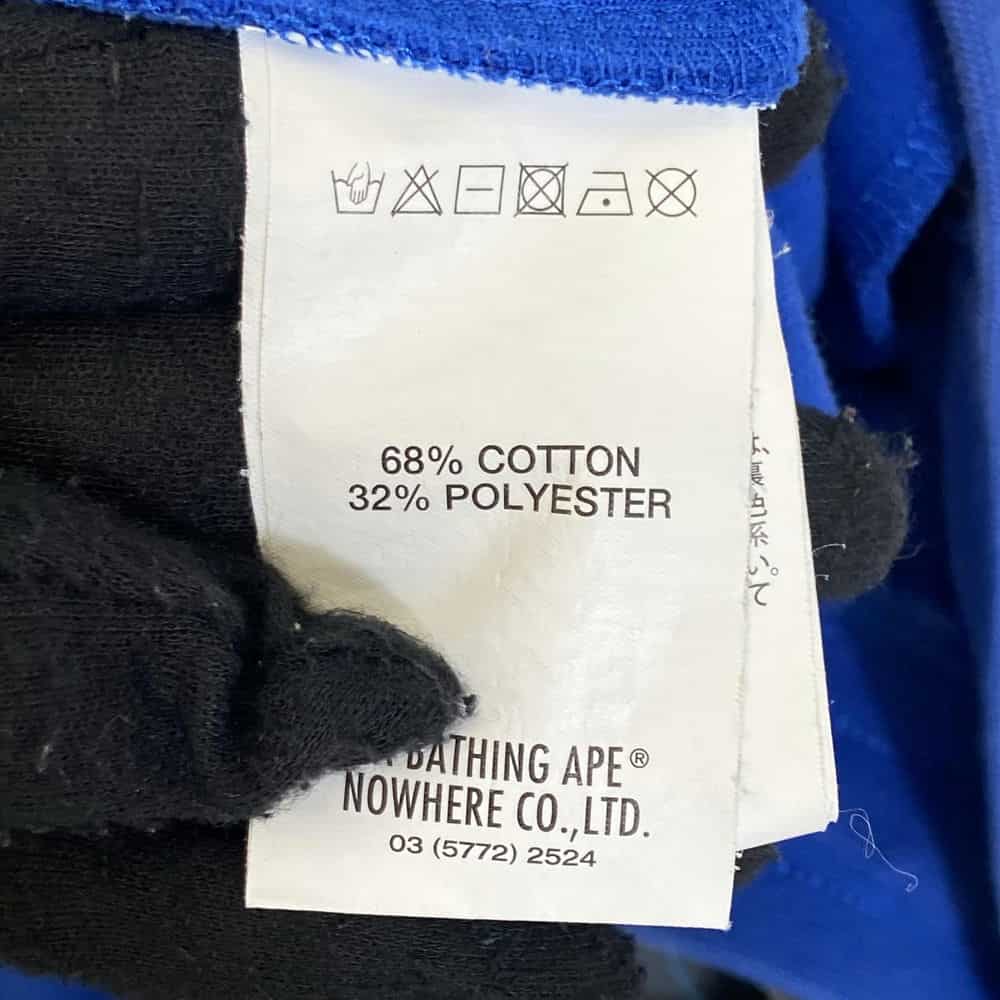 68% COTTON
32% POLYESTER
BATHING APE®
NOWHERE CO.,LTD.
03 (5772) 2524